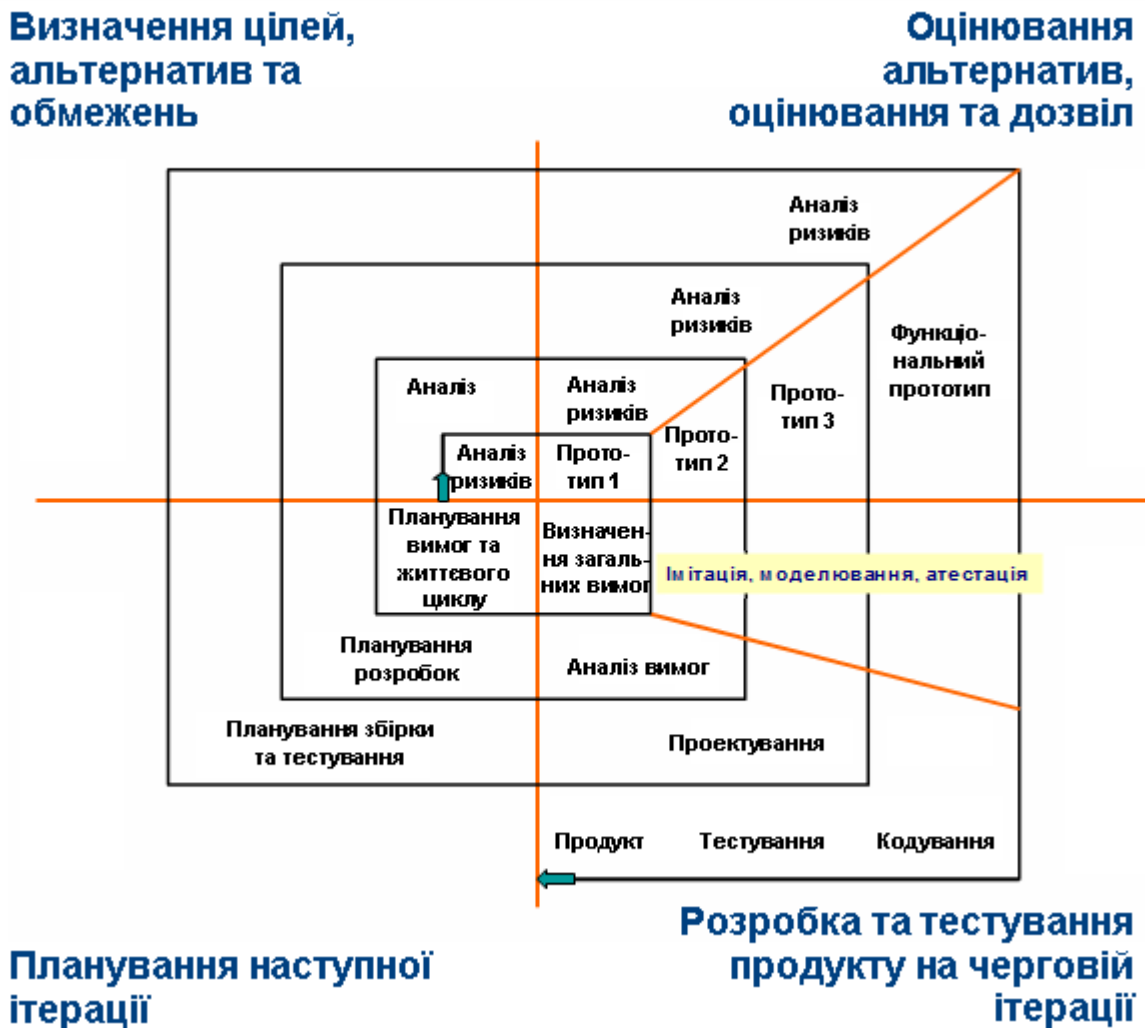 Визначення цілей,
альтернатив та
обмежень
Оцінювання
альтернатив,
оцінювання та дозвіл
Аналіз
ризиків
Аналіз
ризиків
Функціо-
нальний
прототип
Аналіз
Аналіз
ризиків
Прото-
тип 3
Аналіз
ризиків
Прото-
тип 1
Прото-
тип 2
Планування
вимог та
життєвого
циклу
Визначен-
ня загаль-
них вимог
Імітація, моделювання, атестація
Планування
розробок
Аналіз вимог
Планування збірки
та тестування
Проектування
Продукт
Тестування
Кодування
Планування наступної
ітерації
Розробка та тестування
продукту на черговій
ітерації